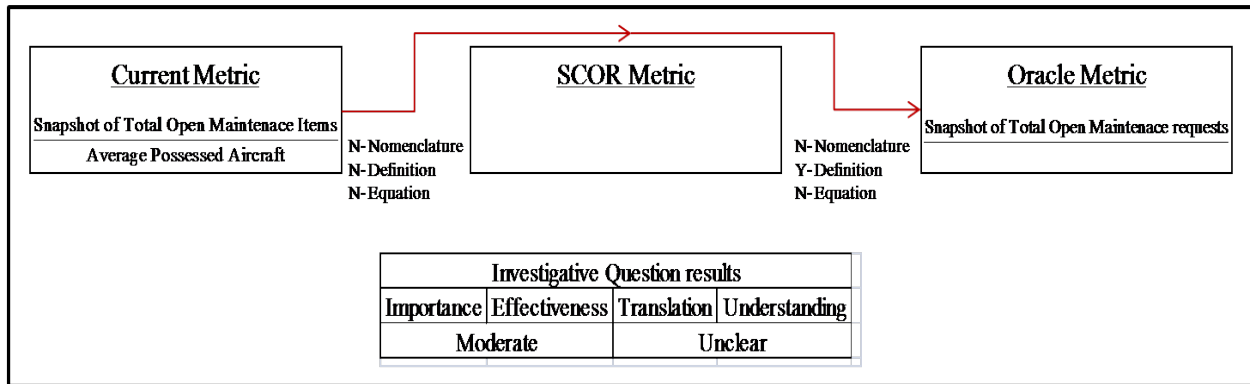 Current Metric
Snapshot of Total Open Maintenace Items
Average Possessed Aircraft
N-Nomenclature
N-Definition
N-Equation
SCOR Metric
N-Nomenclature
Y-Definition
N-Equation
Oracle Metric
Snapshot of Total Open Maintenace requests
Investigative Question results
Importance Effectiveness Translation Understanding
Moderate Unclear